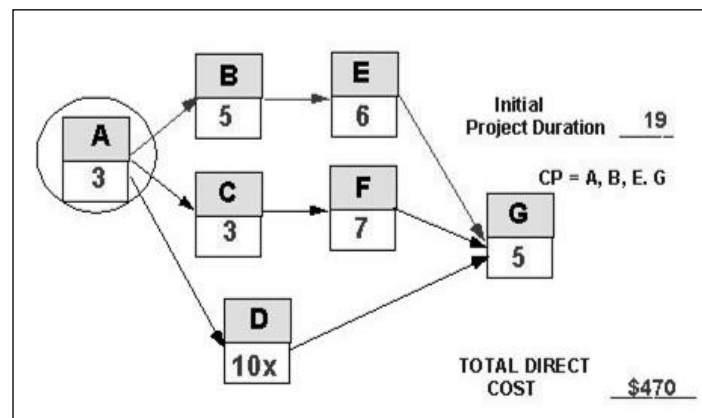 B
5
E
6
Initial
Project Duration 19
A
3
CP = A, B, E. G
C
3
F
7
G
5
D
10x
TOTAL DIRECT
COST $470